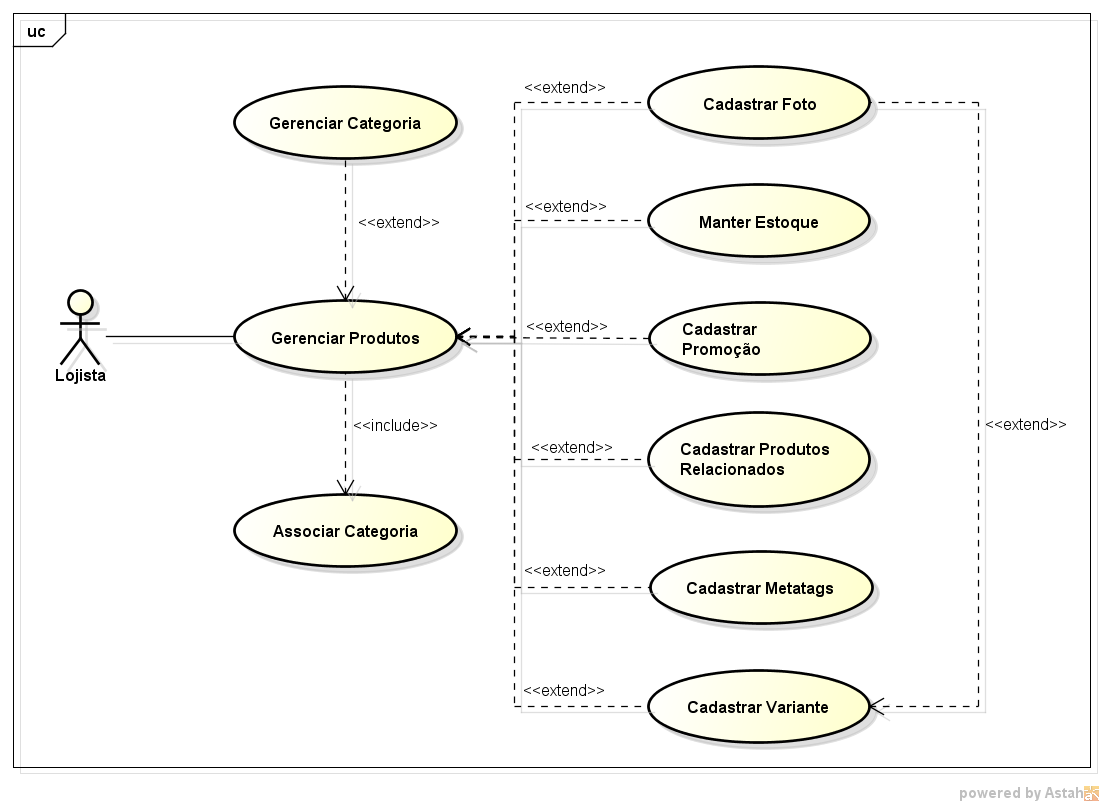 uc
<<extend>>
Cadastrar Foto
Gerenciar Categoria
<<extend>>
Manter Estoque
<<extend>>
Gerenciar Produtos
<<extend>>
Cadastrar
Promoção
Lojista
<<include>>
<<extend>>
<<extend>>
Cadastrar Produtos
Relacionados
Associar Categoria
<<extend>>
Cadastrar Metatags
<<extend>>
Cadastrar Variante
powered by Astah